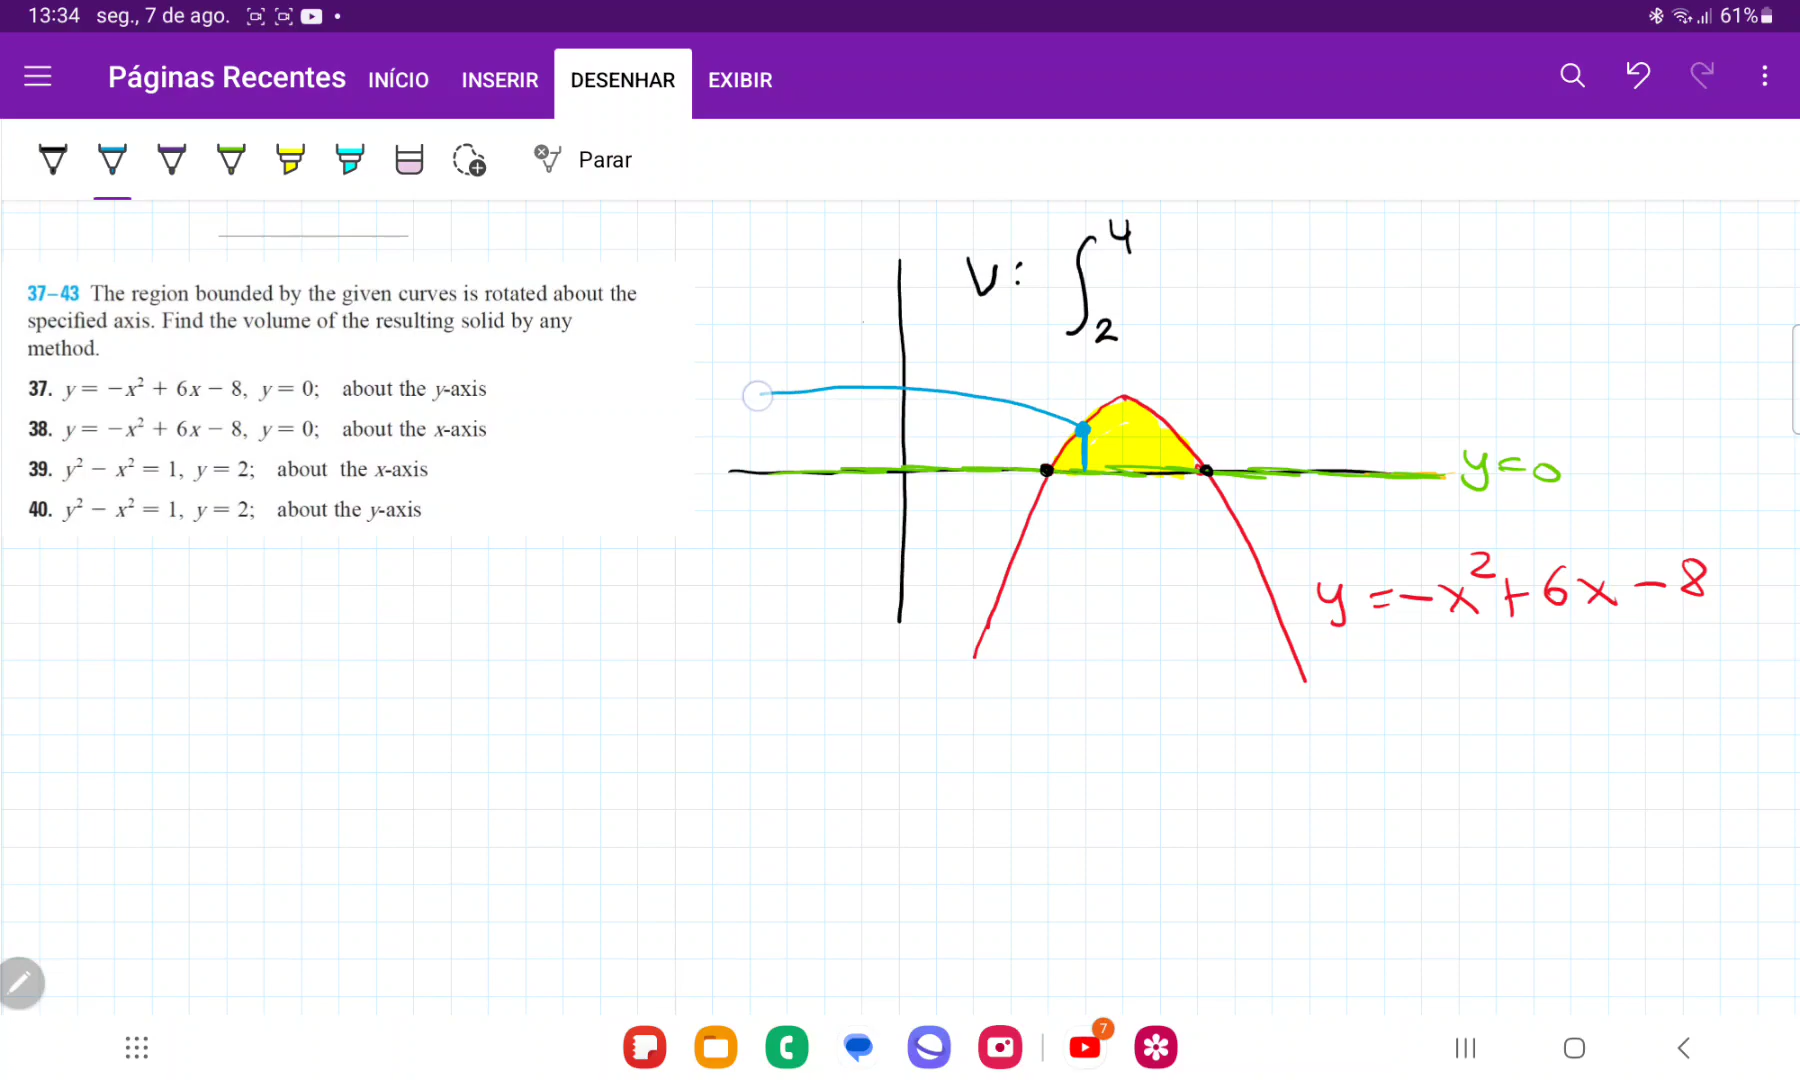 13:34 seg., 7 de ago. 61%
Páginas Recentes INÍCIO INSERIR DESENHAR EXIBIR
Parar
37–43 The region bounded by the given curves is rotated about the
specified axis. Find the volume of the resulting solid by any
method.
37. y = −x² + 6x − 8, y = 0; about the y-axis
38. y = −x² + 6x − 8, y = 0; about the x-axis
39. y² − x² = 1, y = 2; about the x-axis
40. y² − x² = 1, y = 2; about the y-axis
V: ∫₂⁴
y=0
y=-x²+6x-8
7